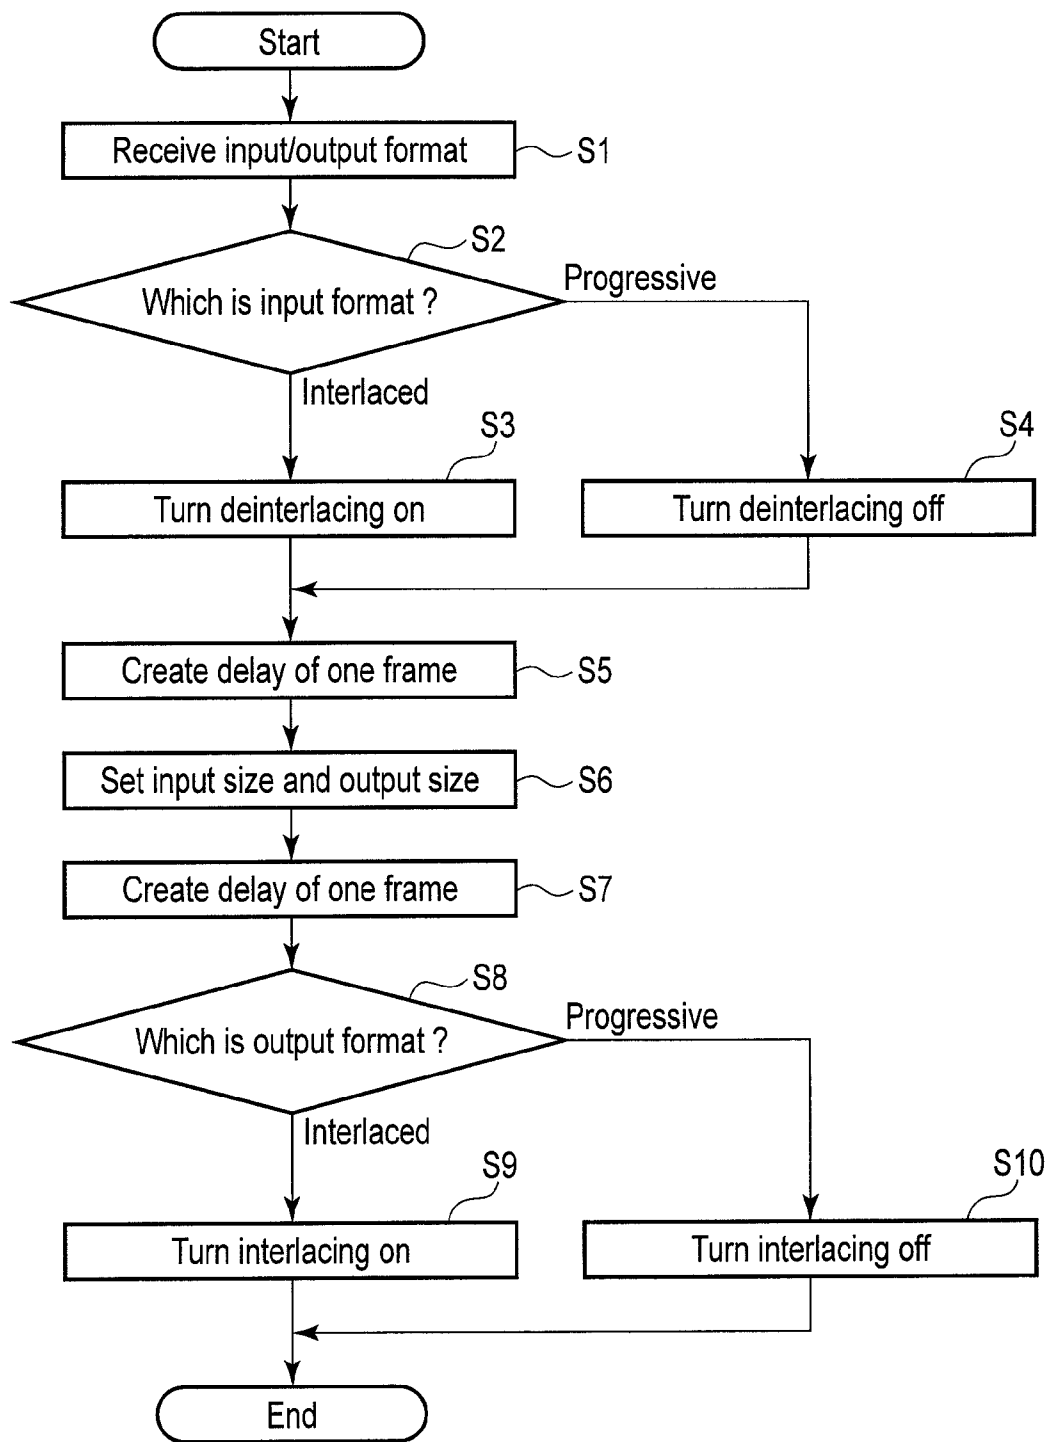 Start
Receive input/output format
S1
S2
Which is input format ?
Progressive
Interlaced
S3
S4
Turn deinterlacing on
Turn deinterlacing off
Create delay of one frame
S5
Set input size and output size
S6
Create delay of one frame
S7
S8
Which is output format ?
Progressive
Interlaced
S9
S10
Turn interlacing on
Turn interlacing off
End